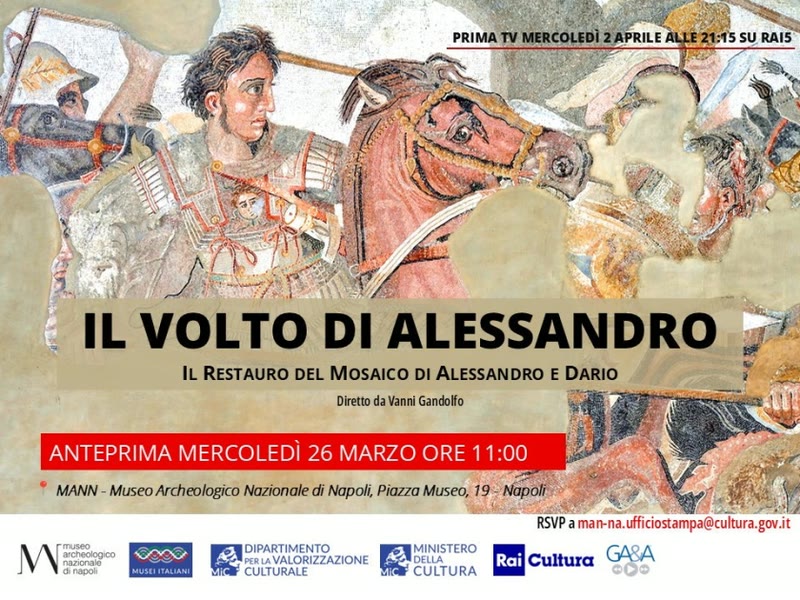 PRIMA TV MERCOLEDÌ 2 APRILE ALLE 21:15 SU RAI5
IL VOLTO DI ALESSANDRO
IL RESTAURO DEL MOSAICO DI ALESSANDRO E DARIO
Diretto da Vanni Gandolfo
ANTEPRIMA MERCOLEDÌ 26 MARZO ORE 11:00
MANN - Museo Archeologico Nazionale di Napoli, Piazza Museo, 19 - Napoli
RSVP a man-na.ufficiostampa@cultura.gov.it
museo
archeologico
nazionale
di napoli
MUSEI ITALIANI
MiC
DIPARTIMENTO
PER LA VALORIZZAZIONE
CULTURALE
MiC
MINISTERO
DELLA
CULTURA
Rai Cultura
GA&A